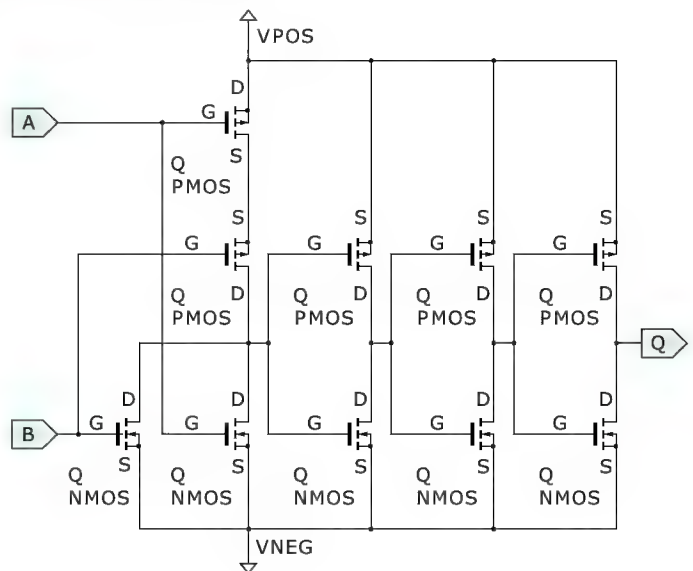 VPOS
D
A
G
S
Q
PMOS
S S S S
G G G G
Q D Q D Q D Q D
PMOS PMOS PMOS PMOS
Q
D D D D D
B G G G G G
S S S S S
Q Q Q Q Q
NMOS NMOS NMOS NMOS NMOS
VNEG